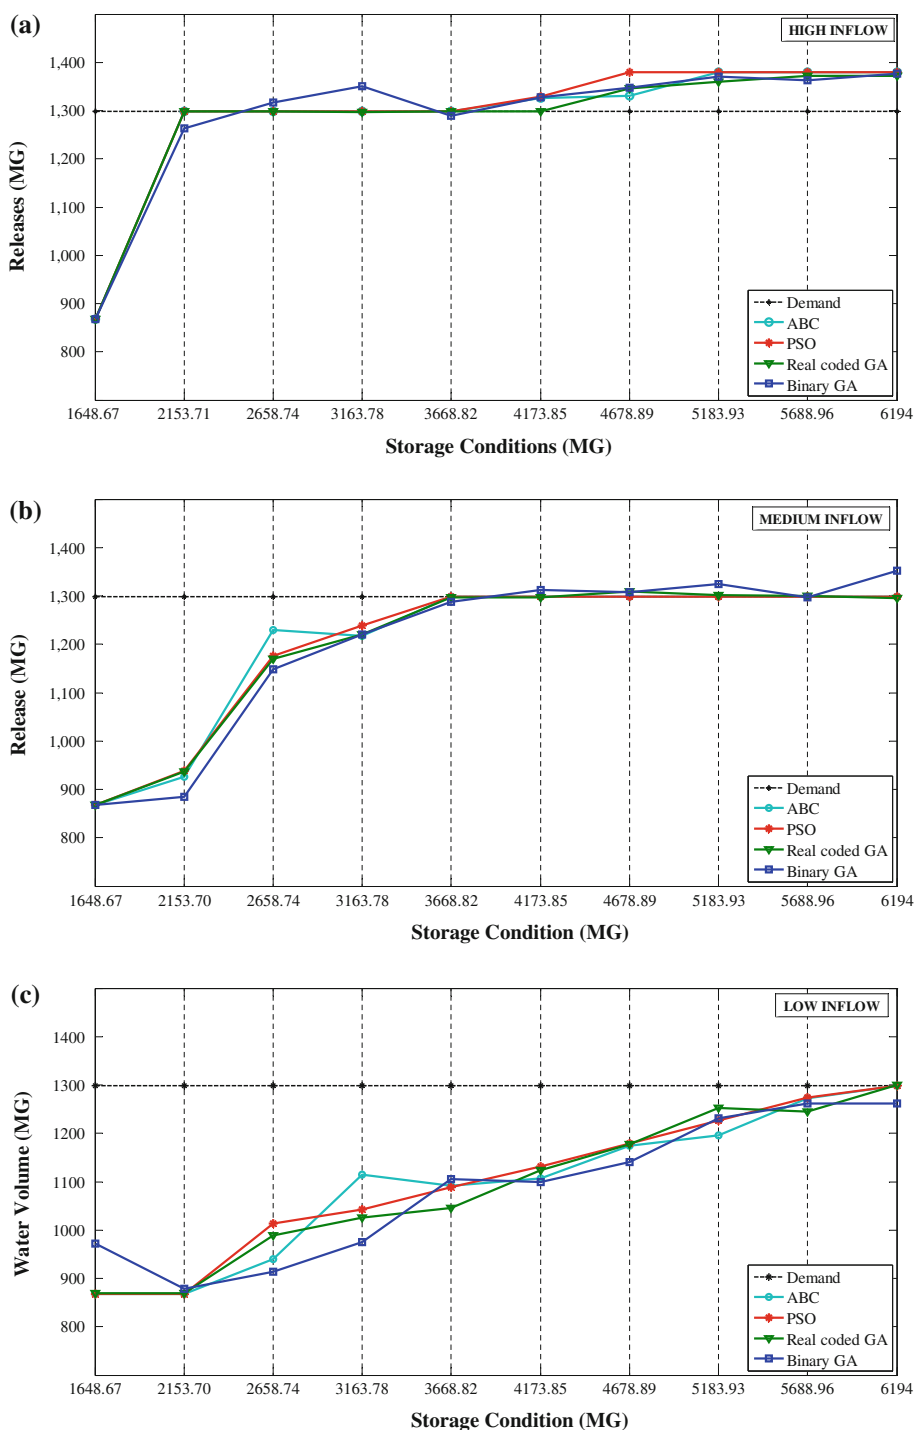 (a)
HIGH INFLOW
1,400
1,300
1,200
1,100
1,000
900
800
Releases (MG)
Demand
ABC
PSO
Real coded GA
Binary GA
1648.67 2153.71 2658.74 3163.78 3668.82 4173.85 4678.89 5183.93 5688.96 6194
Storage Conditions (MG)
(b)
MEDIUM INFLOW
1,400
1,300
1,200
1,100
1,000
900
800
Release (MG)
Demand
ABC
PSO
Real coded GA
Binary GA
1648.67 2153.70 2658.74 3163.78 3668.82 4173.85 4678.89 5183.93 5688.96 6194
Storage Condition (MG)
(c)
LOW INFLOW
1400
1300
1200
1100
1000
900
800
Water Volume (MG)
Demand
ABC
PSO
Real coded GA
Binary GA
1648.67 2153.70 2658.74 3163.78 3668.82 4173.85 4678.89 5183.93 5688.96 6194
Storage Condition (MG)